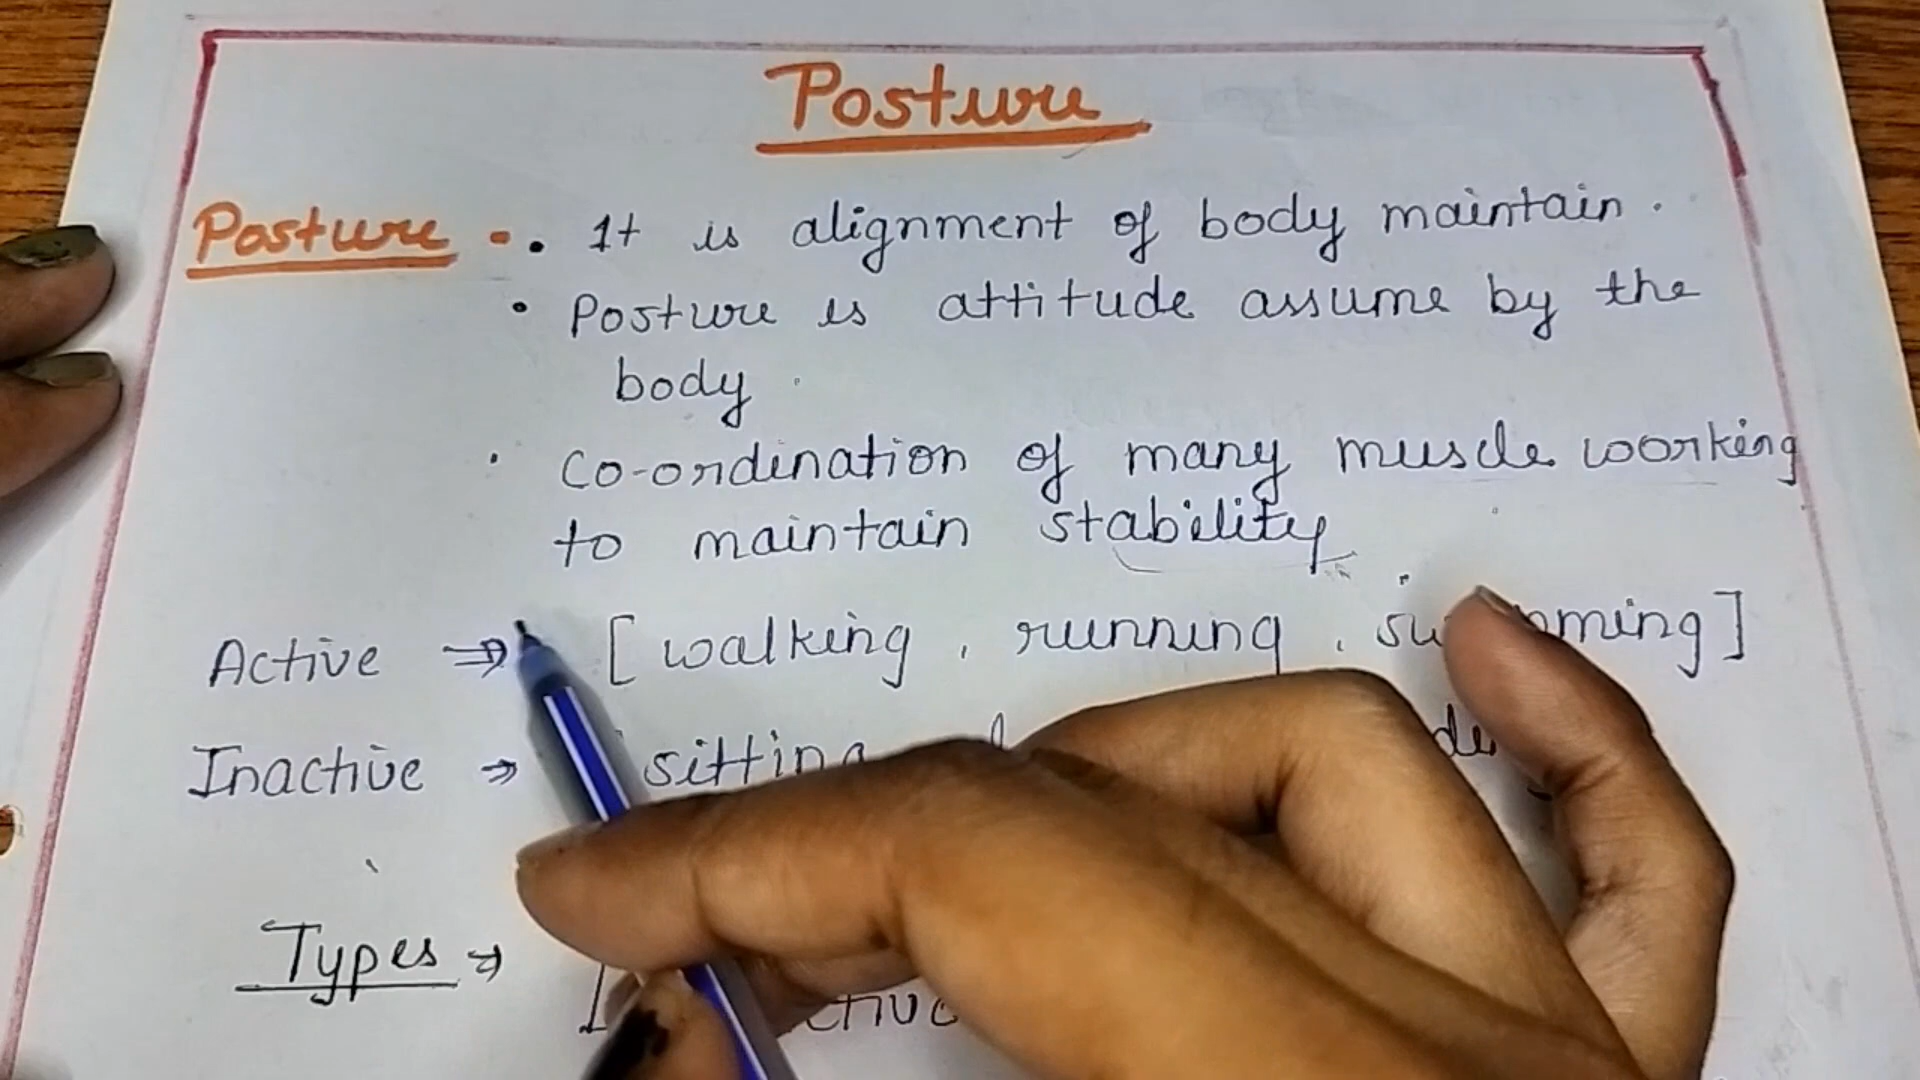 Posture
Posture • • It is alignment of body maintain.
• Posture is attitude assume by the
body.
• Co-ordination of many muscle working
to maintain stability
Active ⇒ [walking, running,
Inactive ⇒ sitting
Types ⇒